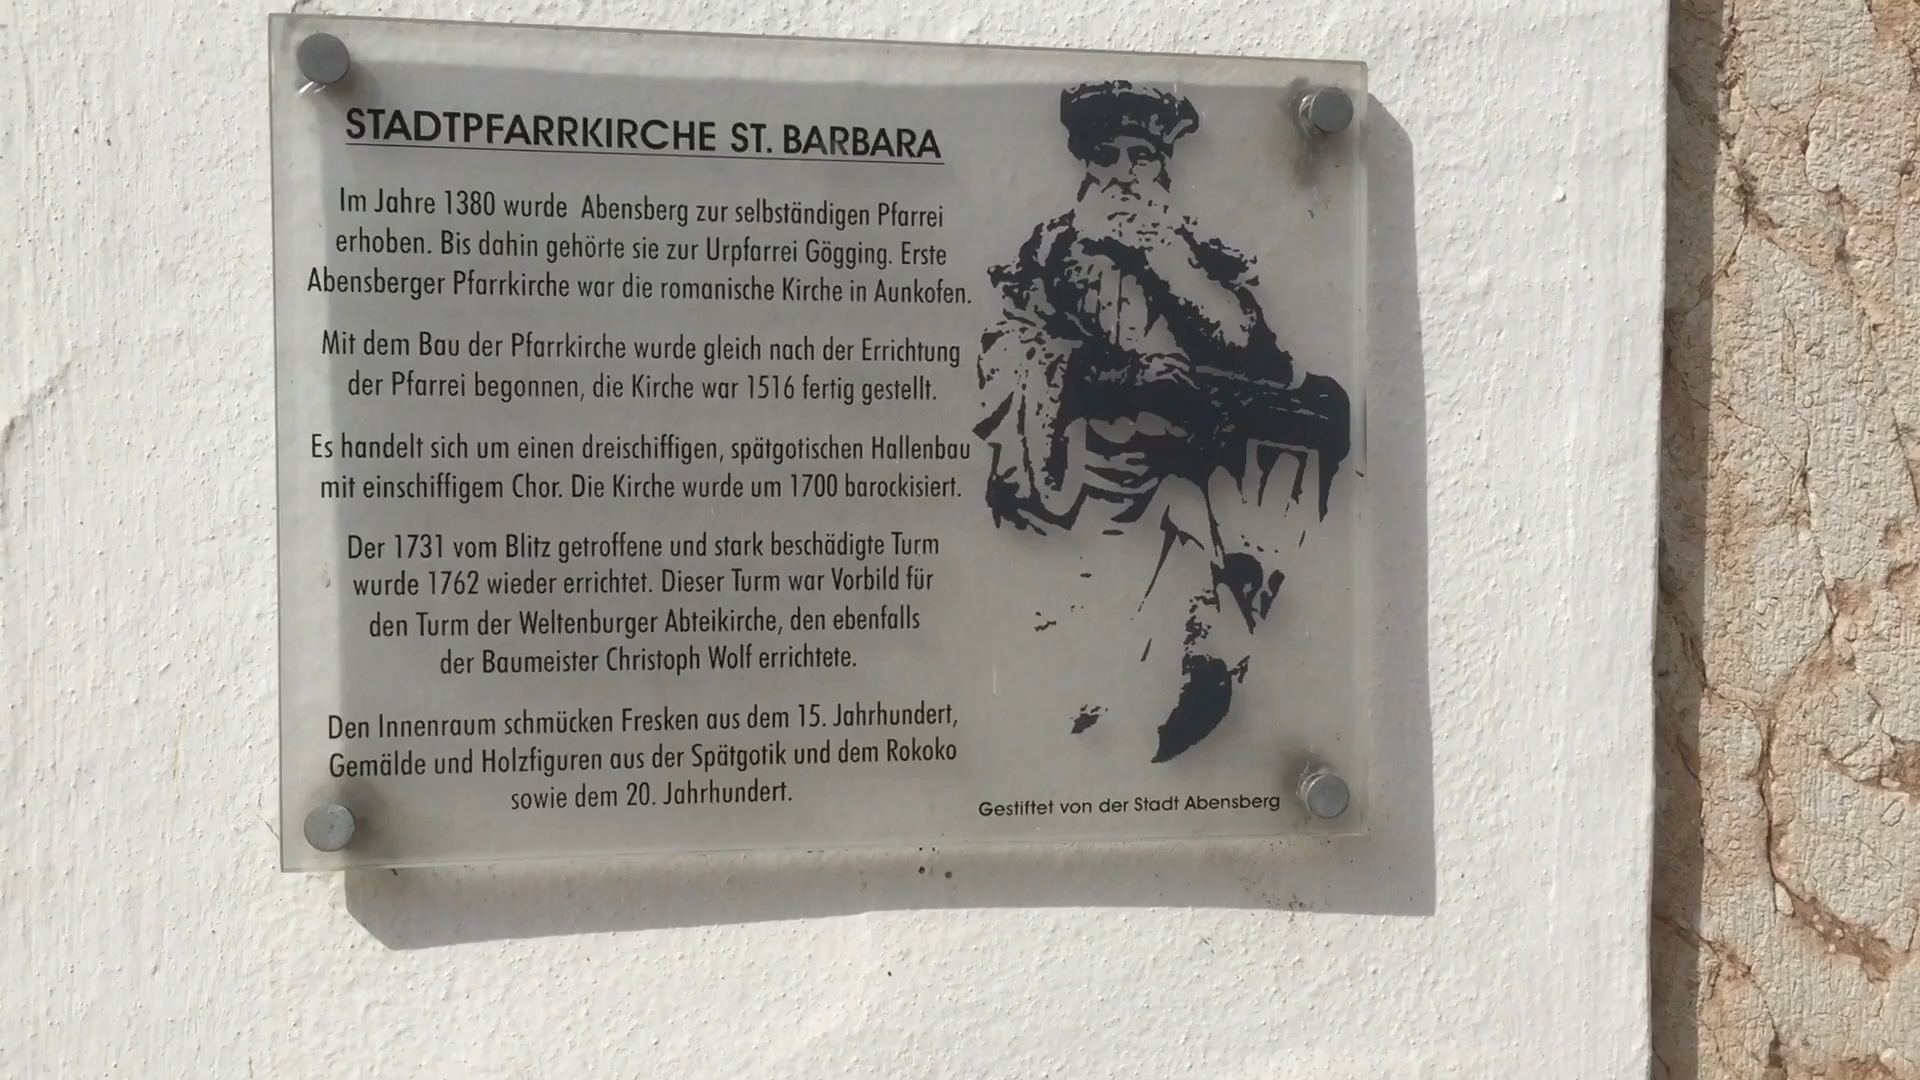 STADTPFARRKIRCHE ST. BARBARA
Im Jahre 1380 wurde Abensberg zur selbständigen Pfarrei
erhoben. Bis dahin gehörte sie zur Urpfarrei Gögging. Erste
Abensberger Pfarrkirche war die romanische Kirche in Aunkofen.
Mit dem Bau der Pfarrkirche wurde gleich nach der Errichtung
der Pfarrei begonnen, die Kirche war 1516 fertig gestellt.
Es handelt sich um einen dreischiffigen, spätgotischen Hallenbau
mit einschiffigem Chor. Die Kirche wurde um 1700 barockisiert.
Der 1731 vom Blitz getroffene und stark beschädigte Turm
wurde 1762 wieder errichtet. Dieser Turm war Vorbild für
den Turm der Weltenburger Abteikirche, den ebenfalls
der Baumeister Christoph Wolf errichtete.
Den Innenraum schmücken Fresken aus dem 15. Jahrhundert,
Gemälde und Holzfiguren aus der Spätgotik und dem Rokoko
sowie dem 20. Jahrhundert.
Gestiftet von der Stadt Abensberg